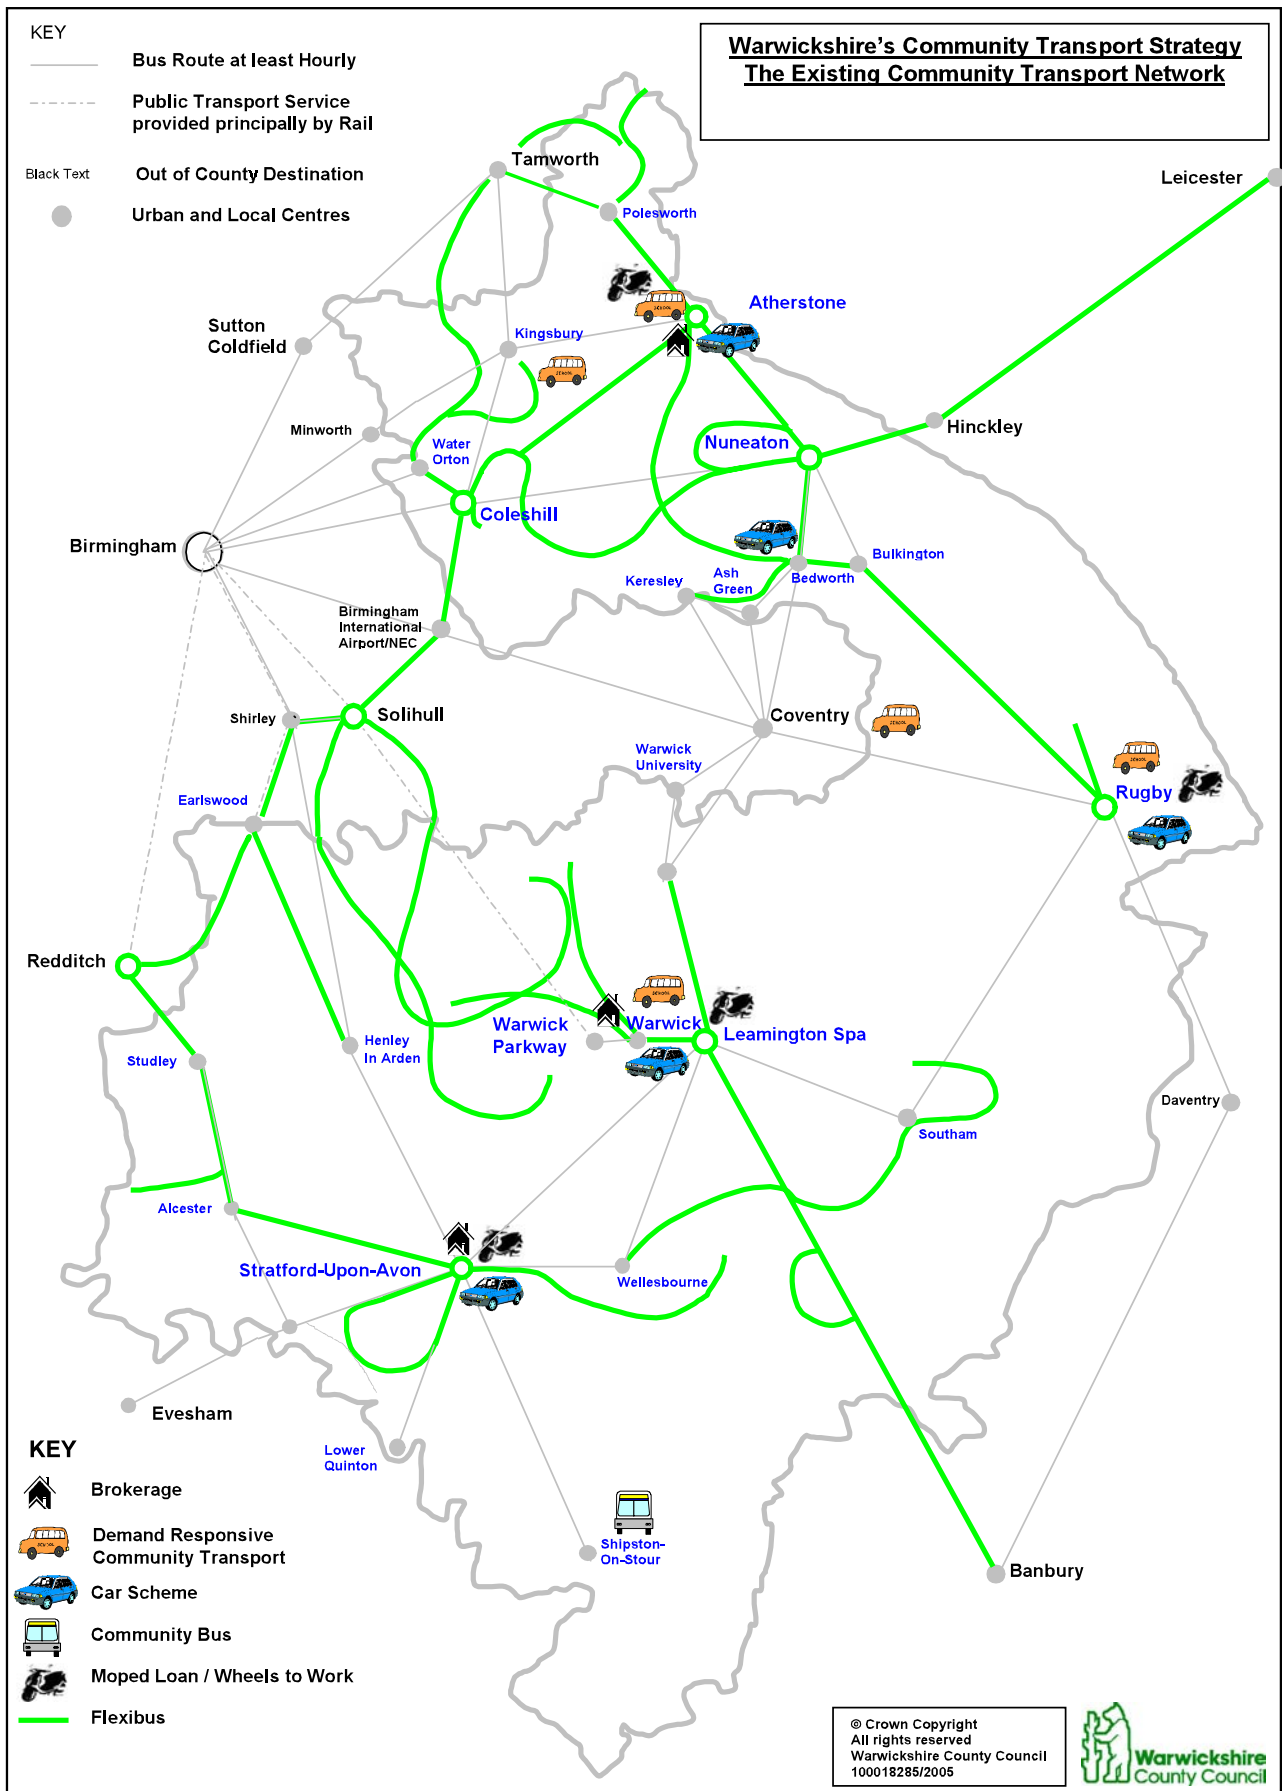 KEY
Bus Route at least Hourly
Public Transport Service
provided principally by Rail
Black Text
Out of County Destination
Urban and Local Centres
Warwickshire's Community Transport Strategy
The Existing Community Transport Network
Tamworth
Leicester
Polesworth
Atherstone
Sutton
Coldfield
Kingsbury
Minworth
Water
Orton
Nuneaton
Hinckley
Coleshill
Birmingham
Bulkington
Keresley
Ash
Green
Bedworth
Birmingham
International
Airport/NEC
Shirley
Solihull
Coventry
Warwick
University
Rugby
Earlswood
Redditch
Warwick
Parkway
Warwick
Leamington Spa
Henley
In Arden
Studley
Daventry
Southam
Alcester
Stratford-Upon-Avon
Wellesbourne
Evesham
Lower
Quinton
Shipston-
On-Stour
Banbury
KEY
Brokerage
Demand Responsive
Community Transport
Car Scheme
Community Bus
Moped Loan / Wheels to Work
Flexibus
© Crown Copyright
All rights reserved
Warwickshire County Council
100018285/2005
Warwickshire
County Council